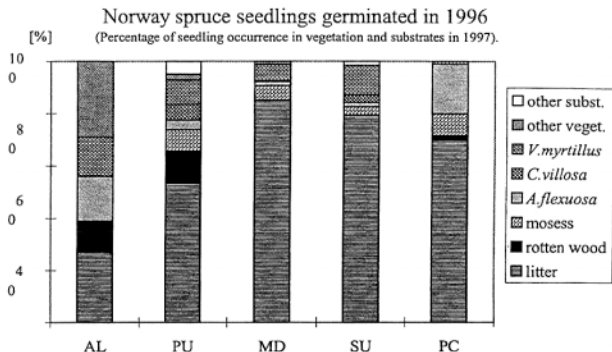 Norway spruce seedlings germinated in 1996
[%]
(Percentage of seedling occurrence in vegetation and substrates in 1997).
10
0
8
0
6
0
4
0
other subst.
other veget.
V.myrtillus
C.villosa
A.flexuosa
mosess
rotten wood
litter
AL PU MD SU PC